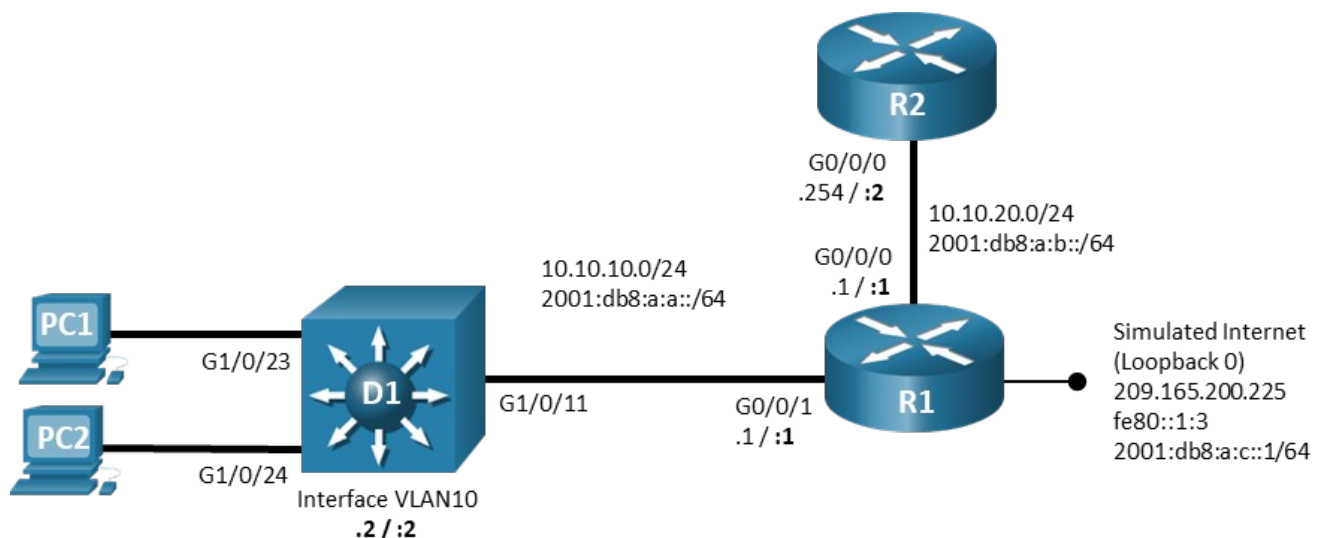 R2
G0/0/0
.254 / :2
10.10.20.0/24
2001:db8:a:b::/64
G0/0/0
.1 / :1
10.10.10.0/24
2001:db8:a:a::/64
PC1
G1/0/23
D1
G1/0/11
G0/0/1
.1 / :1
R1
Simulated Internet
(Loopback 0)
209.165.200.225
fe80::1:3
2001:db8:a:c::1/64
PC2
G1/0/24
Interface VLAN10
.2 / :2